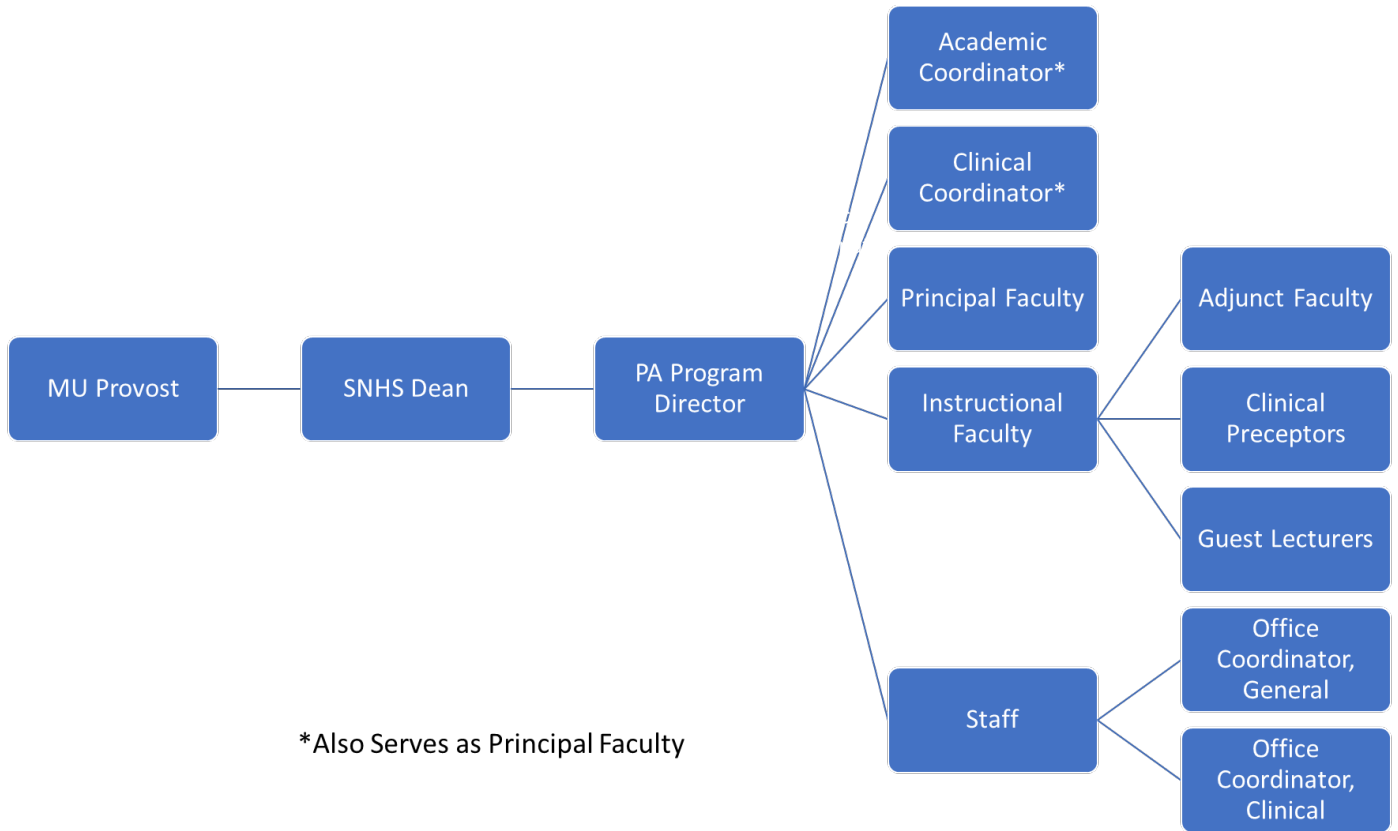 MU Provost
SNHS Dean
PA Program
Director
Academic
Coordinator*
Clinical
Coordinator*
Principal Faculty
Instructional
Faculty
Adjunct Faculty
Clinical
Preceptors
Guest Lecturers
Staff
Office
Coordinator,
General
Office
Coordinator,
Clinical
*Also Serves as Principal Faculty